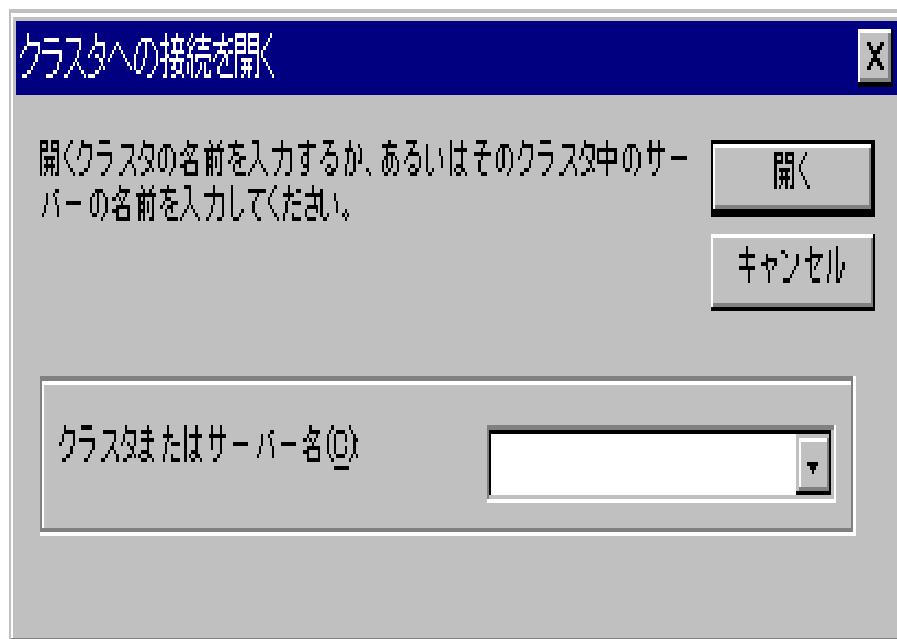 クラスタへの接続を開く
開くクラスタの名前を入力するか、あるいはそのクラスタ中のサー
バーの名前を入力してください。
開く
キャンセル
クラスタまたはサーバー名(C):